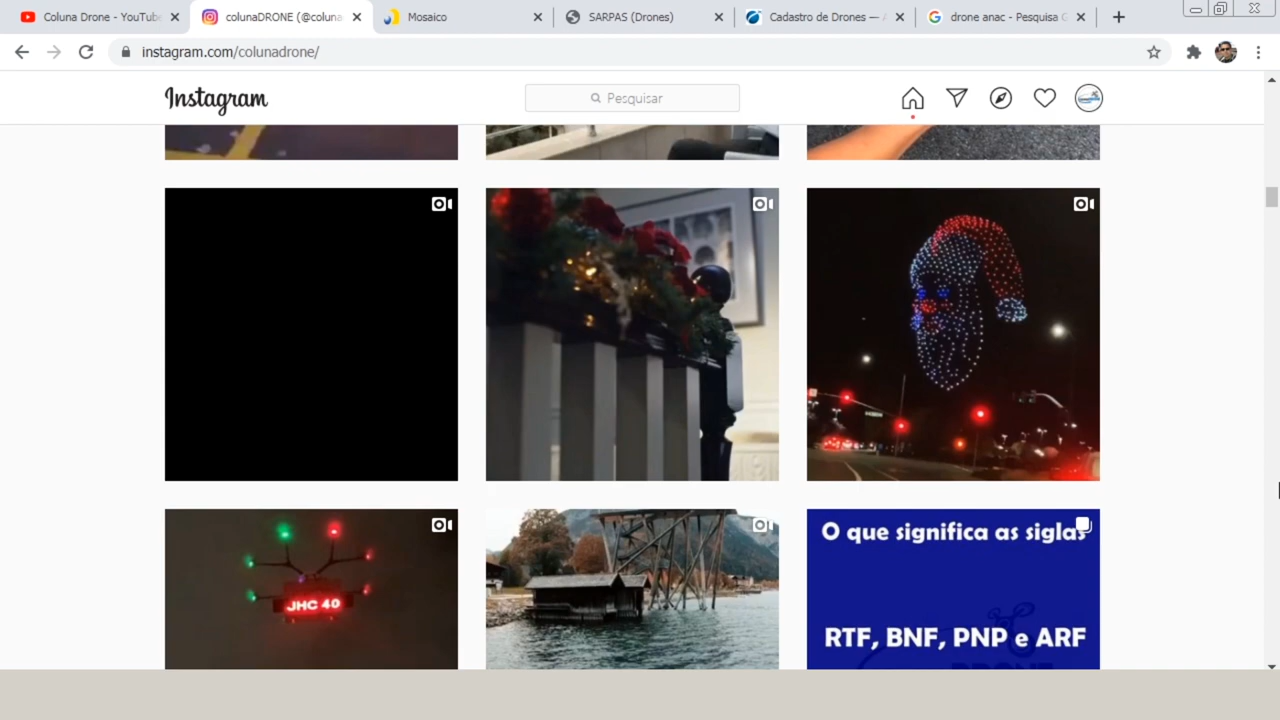 Coluna Drone - YouTube
colunaDRONE (@coluna
Mosaico
SARPAS (Drones)
Cadastro de Drones — A
drone anac - Pesquisa G
instagram.com/colunadrone/
Instagram
Pesquisar
JHC 40
O que significa as siglas
RTF, BNF, PNP e ARF
DRONE